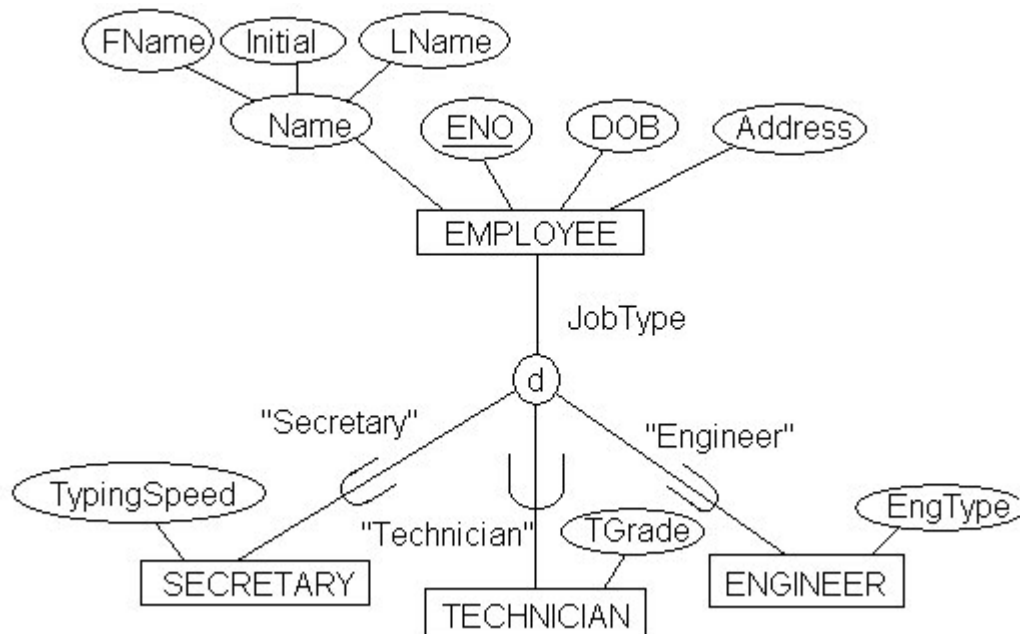 FName
Initial
LName
Name
ENO
DOB
Address
EMPLOYEE
JobType
d
"Secretary"
"Engineer"
TypingSpeed
"Technician"
TGrade
EngType
SECRETARY
TECHNICIAN
ENGINEER